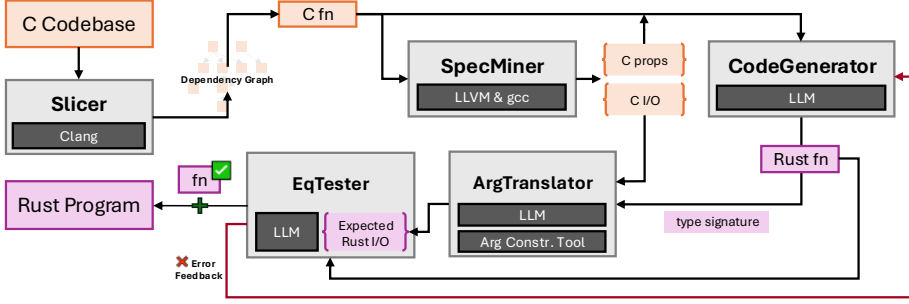 C Codebase
C fn
Slicer
Clang
Dependency Graph
SpecMiner
LLVM & gcc
C props
C I/O
CodeGenerator
LLM
Rust fn
type signature
ArgTranslator
LLM
Arg Constr. Tool
EqTester
LLM
Expected
Rust I/O
fn
Rust Program
Error
Feedback